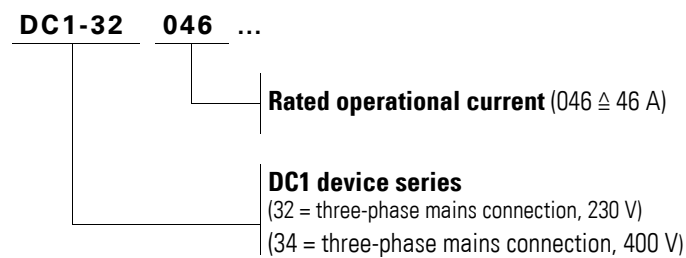 DC1-32 046 ...
Rated operational current (046 ≙ 46 A)
DC1 device series
(32 = three-phase mains connection, 230 V)
(34 = three-phase mains connection, 400 V)